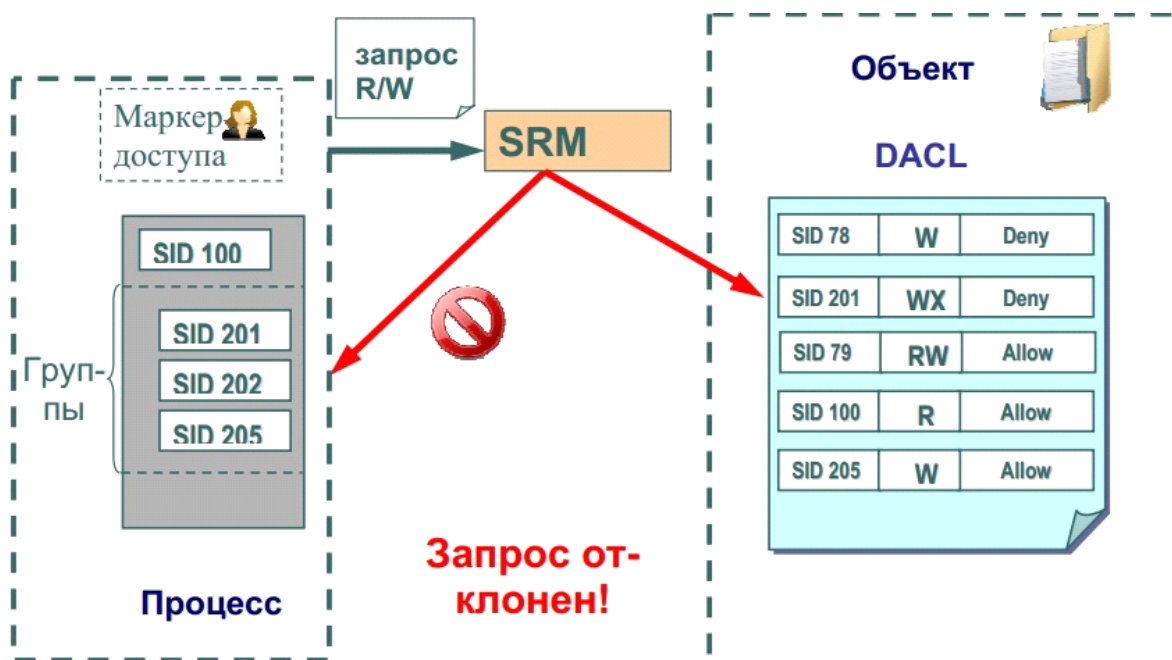 запрос
R/W
Объект
Маркер
доступа
SRM
DACL
SID 100
SID 201
SID 202
SID 205
Груп-
пы
SID 78 W Deny
SID 201 WX Deny
SID 79 RW Allow
SID 100 R Allow
SID 205 W Allow
Запрос от-
клонен!
Процесс